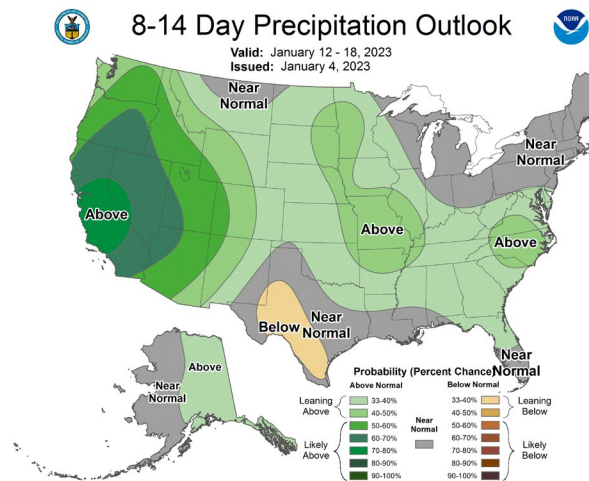 8-14 Day Precipitation Outlook
Valid: January 12 - 18, 2023
Issued: January 4, 2023
NOAA
Near
Normal
Near
Normal
Above
Above
Above
Below
Near
Normal
Near
Normal
Above
Near
Normal
Probability (Percent Chance)
Above Normal
Below Normal
Leaning
Above
33-40%
40-50%
Likely
Above
50-60%
60-70%
70-80%
80-90%
90-100%
Near
Normal
33-40%
40-50%
Leaning
Below
50-60%
60-70%
70-80%
80-90%
90-100%
Likely
Below